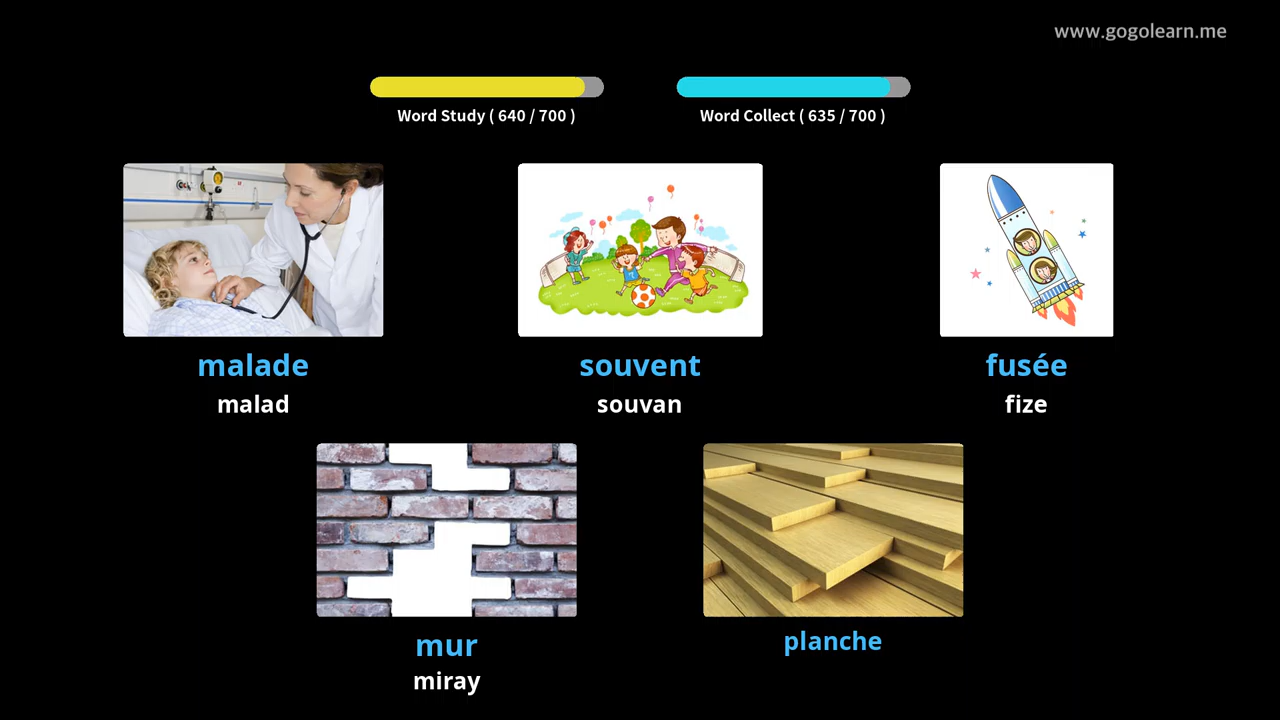 www.gogolearn.me
Word Study ( 640 / 700 )
Word Collect ( 635 / 700 )
malade
malad
souvent
souvan
fusée
fize
mur
miray
planche